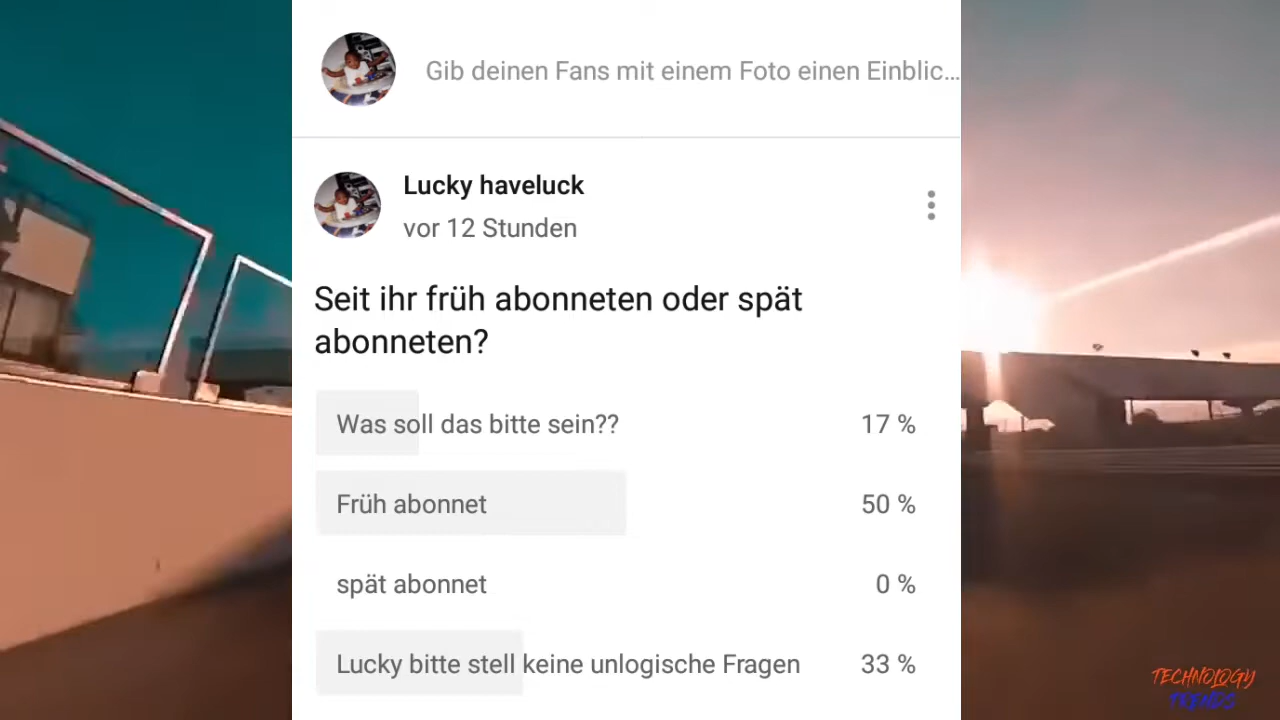 Gib deinen Fans mit einem Foto einen Einblic...
Lucky haveluck
vor 12 Stunden
Seit ihr früh abonneten oder spät
abonneten?
Was soll das bitte sein?? 17 %
Früh abonnet 50 %
spät abonnet 0 %
Lucky bitte stell keine unlogische Fragen 33 %
TECHNOLOGY
TRENDS